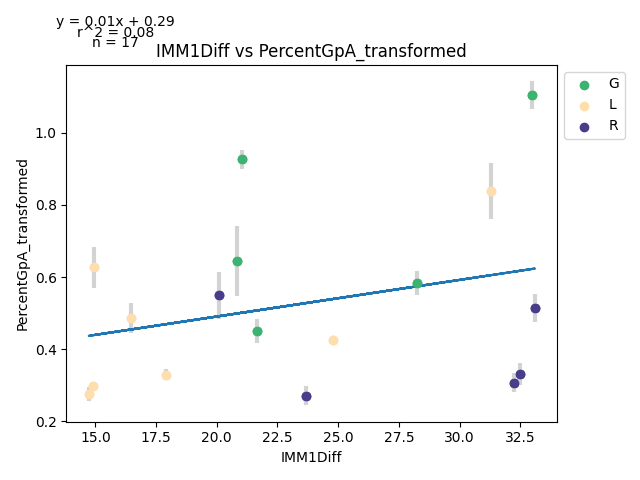 y = 0.01x + 0.29
r^2 = 0.08
n = 17
IMM1Diff vs PercentGpA_transformed
G
L
R
PercentGpA_transformed
1.0
0.8
0.6
0.4
0.2
15.0 17.5 20.0 22.5 25.0 27.5 30.0 32.5
IMM1Diff